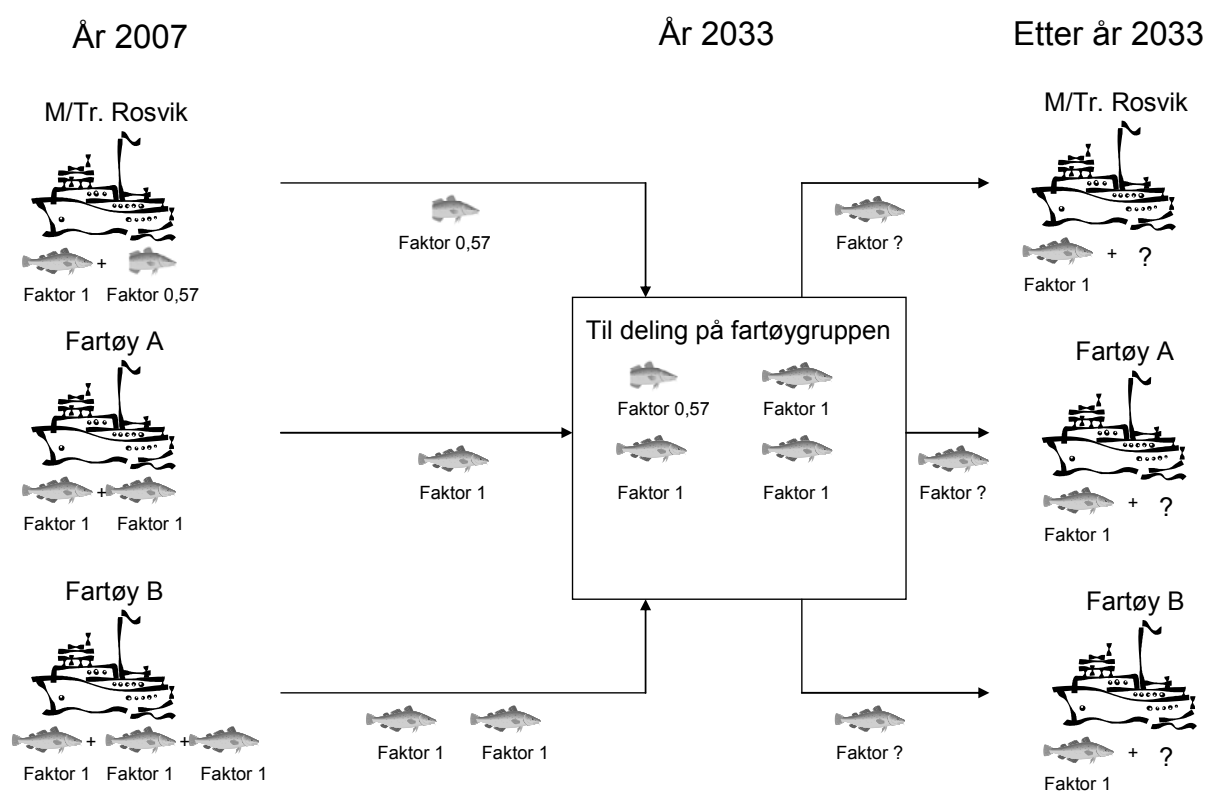 År 2007
År 2033
Etter år 2033
M/Tr. Rosvik
M/Tr. Rosvik
Faktor 0,57
Faktor ?
+
Faktor 1 Faktor 0,57
+ ?
Faktor 1
Til deling på fartøygruppen
Faktor 0,57 Faktor 1
Faktor 1 Faktor 1
Fartøy A
Fartøy A
+
Faktor 1 Faktor 1
Faktor 1
Faktor ?
+ ?
Faktor 1
Fartøy B
Fartøy B
+ +
Faktor 1 Faktor 1 Faktor 1
Faktor 1 Faktor 1
Faktor ?
+ ?
Faktor 1